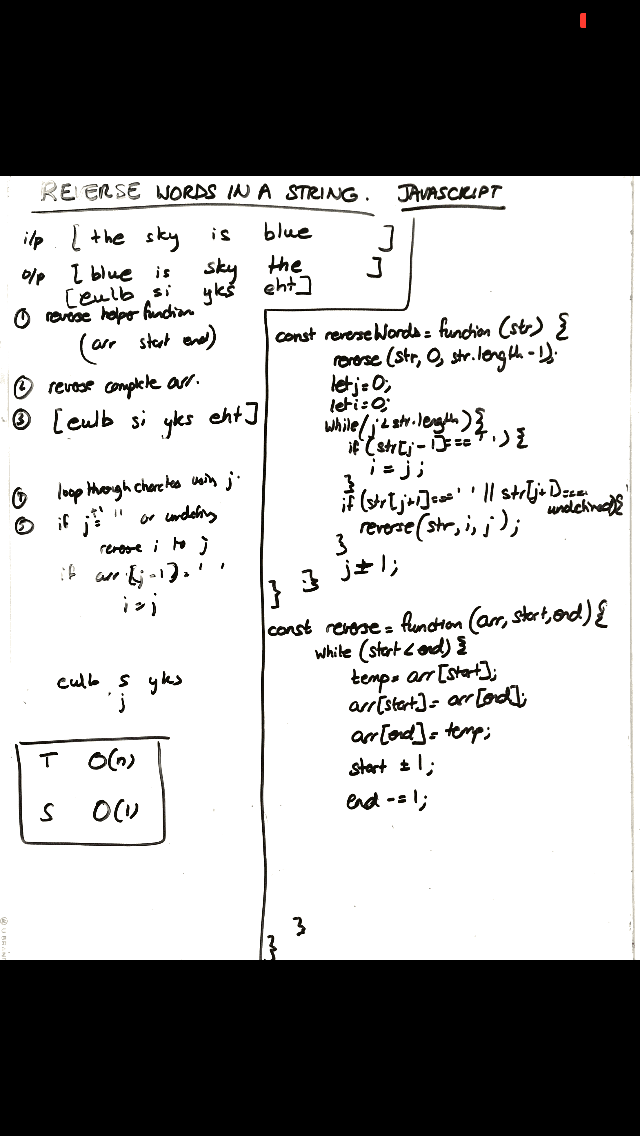 REVERSE WORDS IN A STRING. JAVASCRIPT
i/p [ the sky is blue ]
o/p [ blue is sky the ]
[eulb si yks eht]
① reverse helper function
(arr start end)
② reverse complete arr.
③ [eulb si yks eht]
loop through characters using j.
if j+1 = ' ' or undefined
reverse i to j
if arr [j-1] = ' '
i = j
eulb s yks
j
T O(n)
S O(1)
const reverseWords = function (str) {
reverse (str, 0, str.length - 1);
let j = 0;
let i = 0;
while (j < str.length) {
if (str[j-1] === ' ') {
i = j;
}
if (str[j+1] === ' ' || str[j+1] === undefined) {
reverse (str, i, j);
}
j += 1;
}
}
const reverse = function (arr, start, end) {
while (start < end) {
temp = arr [start];
arr[start] = arr [end];
arr [end] = temp;
start += 1;
end -= 1;
}
}